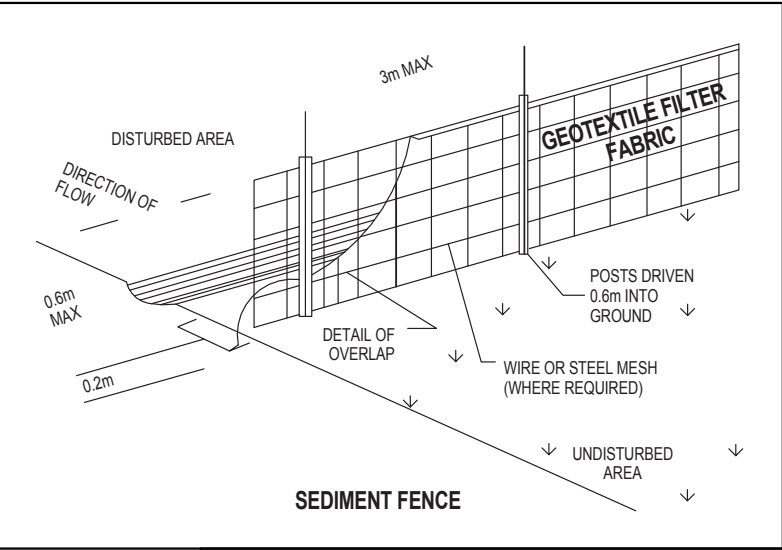 3m MAX
GEOTEXTILE FILTER
FABRIC
DISTURBED AREA
DIRECTION OF
FLOW
0.6m
MAX
0.2m
DETAIL OF
OVERLAP
POSTS DRIVEN
0.6m INTO
GROUND
WIRE OR STEEL MESH
(WHERE REQUIRED)
UNDISTURBED
AREA
SEDIMENT FENCE